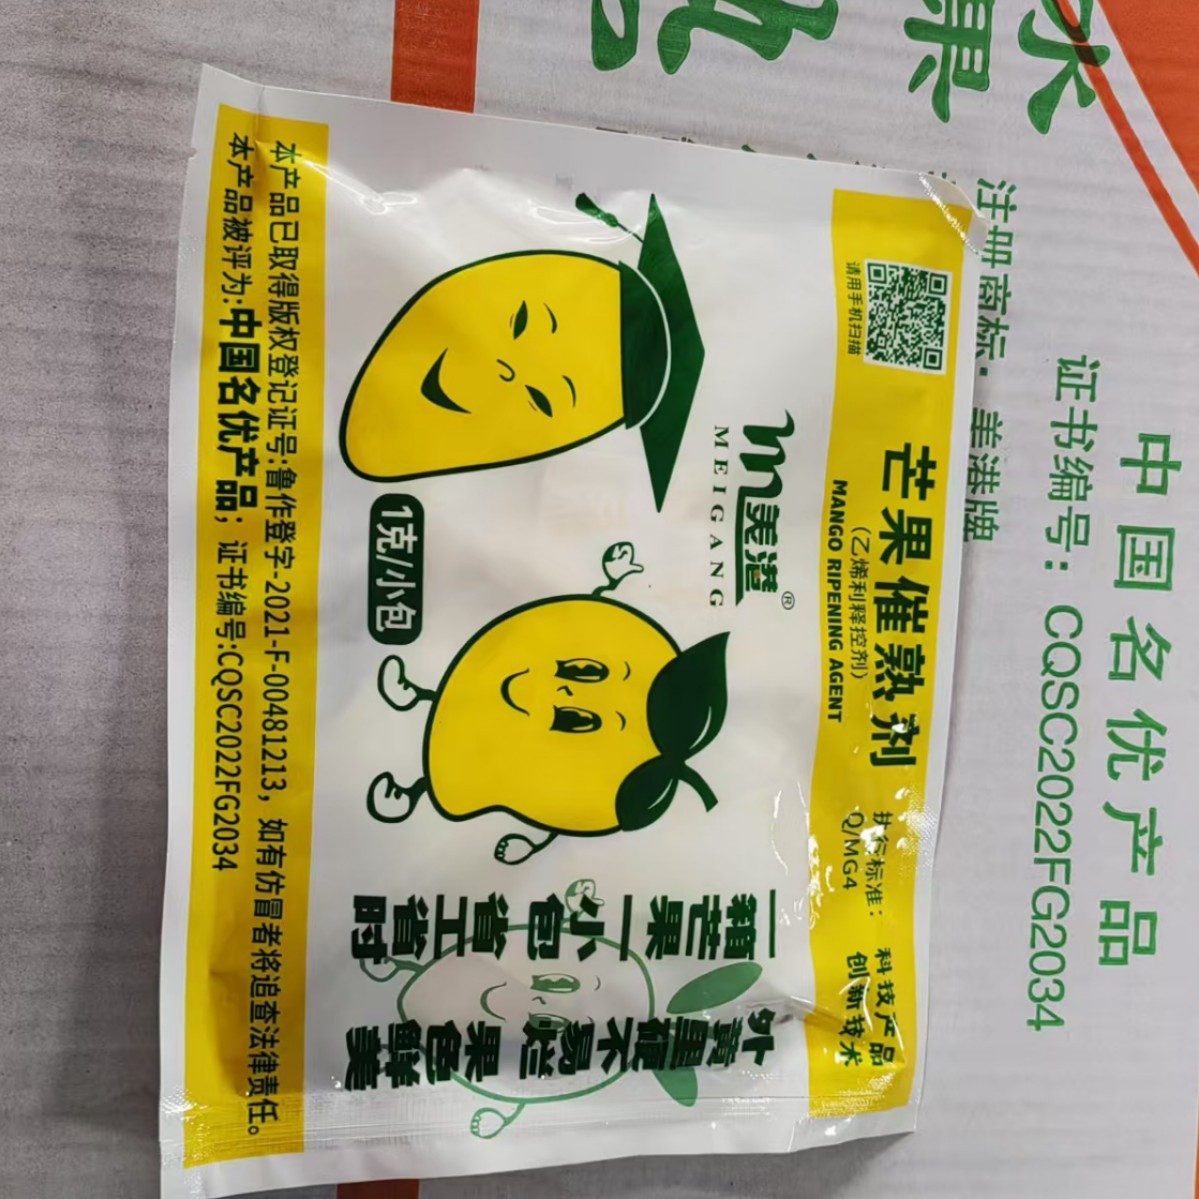 请用手机扫描
芒果催熟剂
(乙烯利释控剂)
MANGO RIPENING AGENT
执行标准：
Q/MG4
科技产品
创新技术
美港®
MEIGANG
1克/小包
一箱芒果一小包省工省时
外黄里硬不易烂果色鲜美
本产品已取得版权登记证号:鲁作登字-2021-F-00481213，如有仿冒者将追查法律责任。
本产品被评为:中国名优产品；证书编号:CQSC2022FG2034
水果
中国名优产品
证书编号：CQSC2022FG2034
注册商标：美港牌